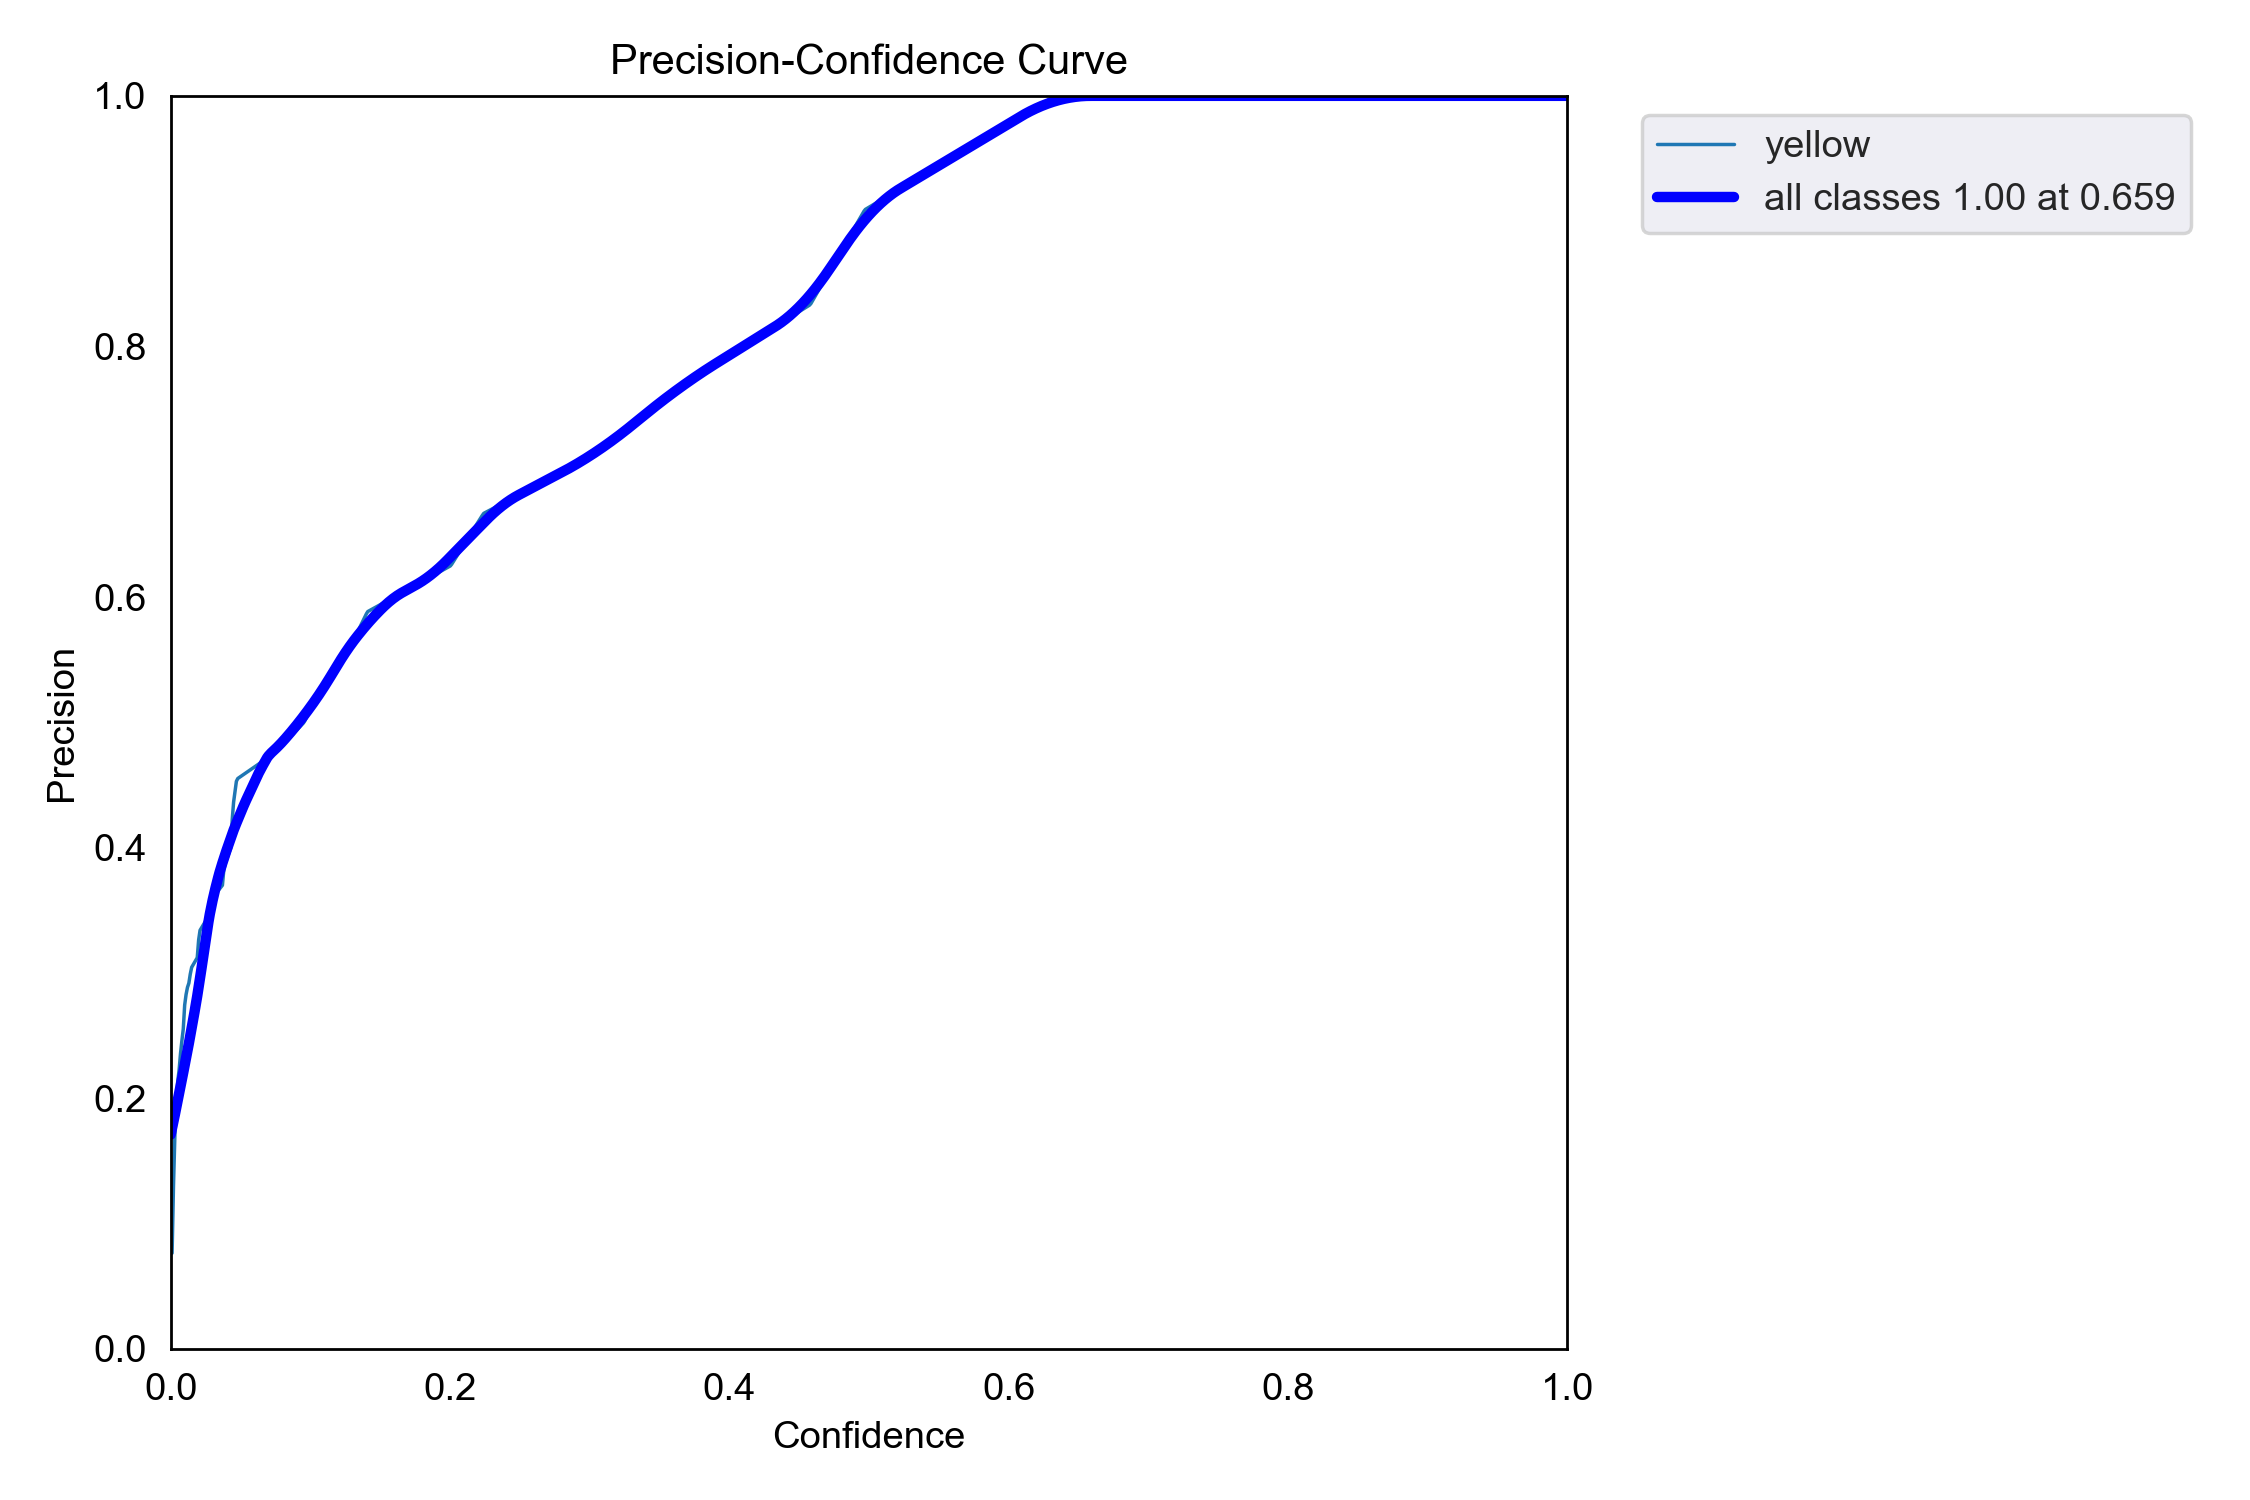 Precision-Confidence Curve
1.0
0.8
0.6
0.4
0.2
0.0
Precision
0.0 0.2 0.4 0.6 0.8 1.0
Confidence
yellow
all classes 1.00 at 0.659